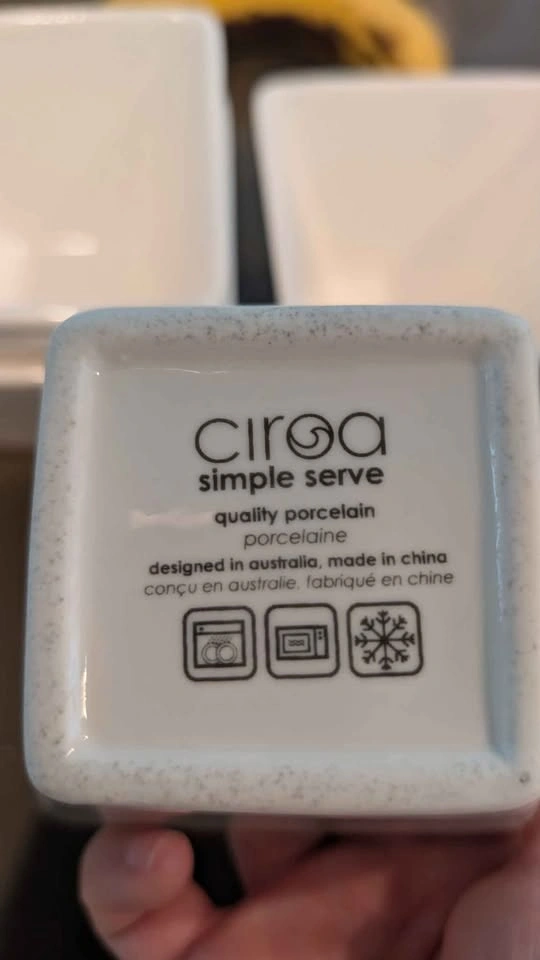 ciroa
simple serve
quality porcelain
porcelaine
designed in australia, made in china
conçu en australie, fabriqué en chine